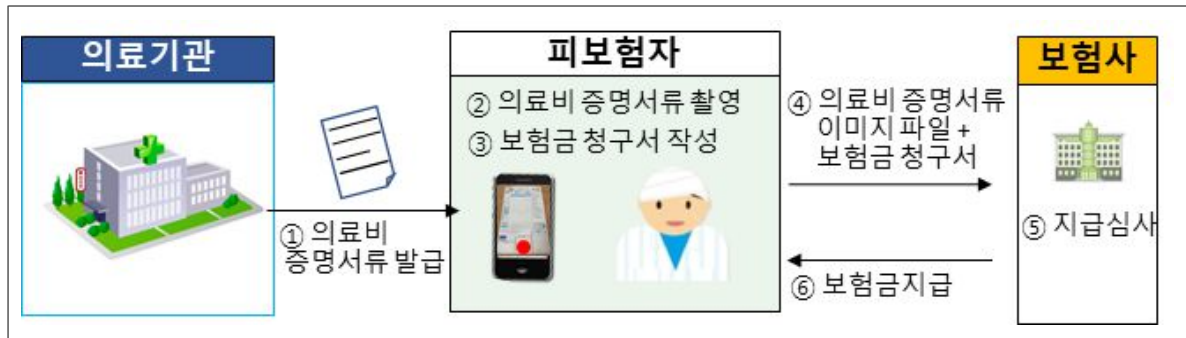 의료기관
① 의료비
증명서류 발급
피보험자
② 의료비 증명서류 촬영
③ 보험금 청구서 작성
④ 의료비 증명서류
이미지 파일 +
보험금 청구서
⑥ 보험금지급
보험사
⑤ 지급심사